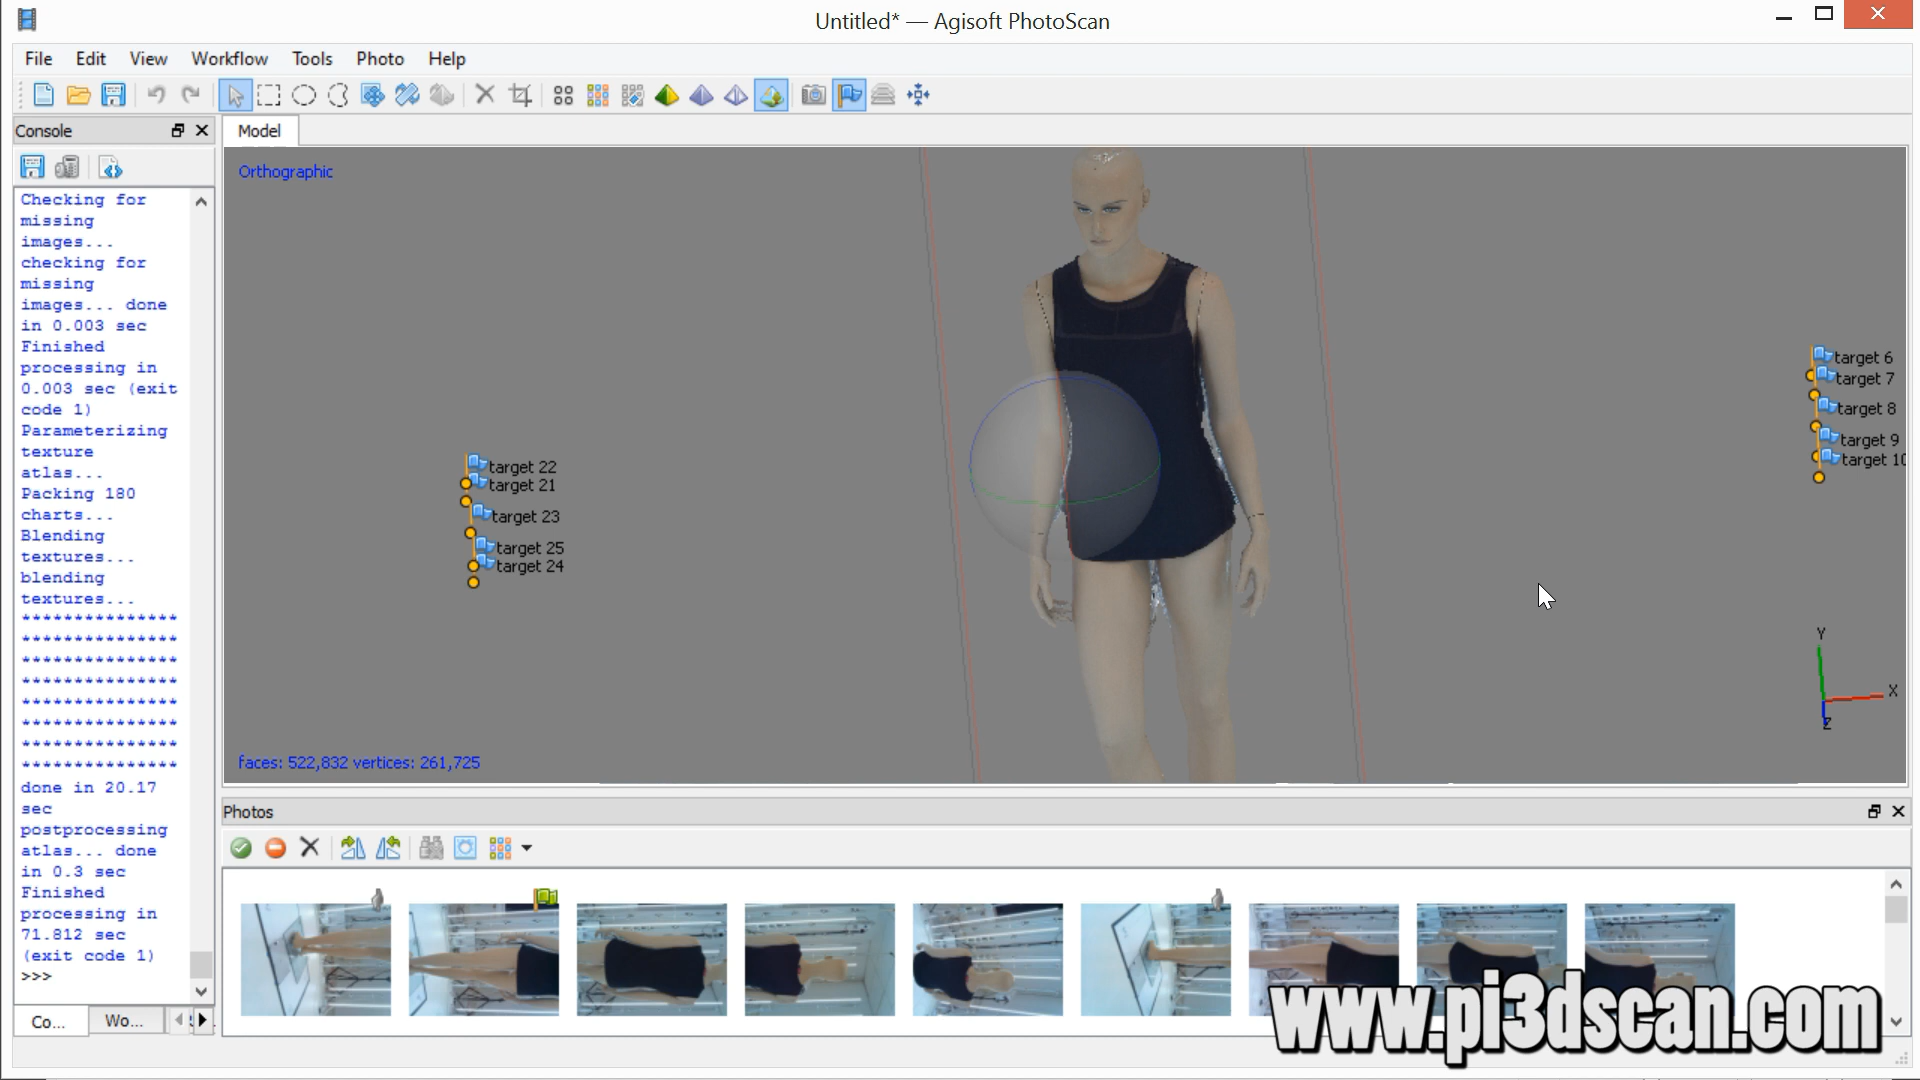 Untitled* — Agisoft PhotoScan
File Edit View Workflow Tools Photo Help
Console
Model
Checking for
missing
images...
checking for
missing
images... done
in 0.003 sec
Finished
processing in
0.003 sec (exit
code 1)
Parameterizing
texture
atlas...
Packing 180
charts...
Blending
textures...
blending
textures...
***************
***************
***************
***************
***************
***************
***************
***************
done in 20.17
sec
postprocessing
atlas... done
in 0.3 sec
Finished
processing in
71.812 sec
(exit code 1)
>>>
Co...
Wo...
Orthographic
target 22
target 21
target 23
target 25
target 24
target 6
target 7
target 8
target 9
target 10
Y
X
Z
faces: 522,832 vertices: 261,725
Photos
www.pi3dscan.com